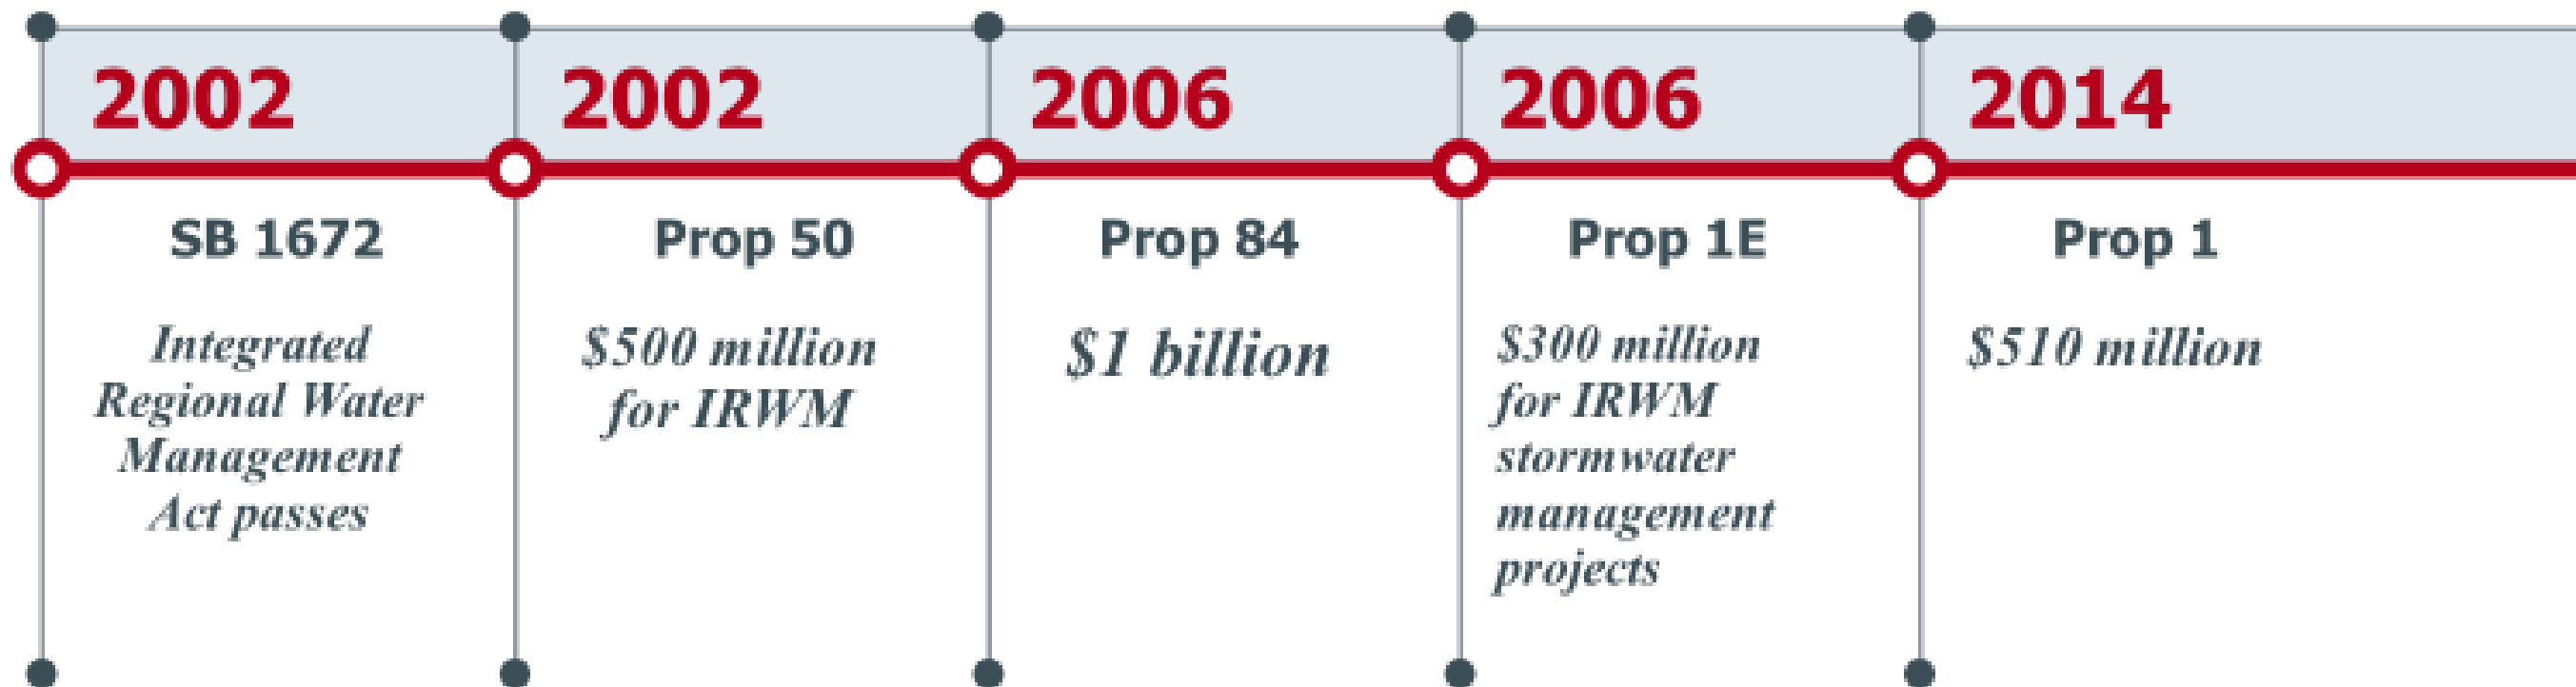 2002
SB 1672
Integrated
Regional Water
Management
Act passes
2002
Prop 50
$500 million
for IRWM
2006
Prop 84
$1 billion
2006
Prop 1E
$300 million
for IRWM
stormwater
management
projects
2014
Prop 1
$510 million